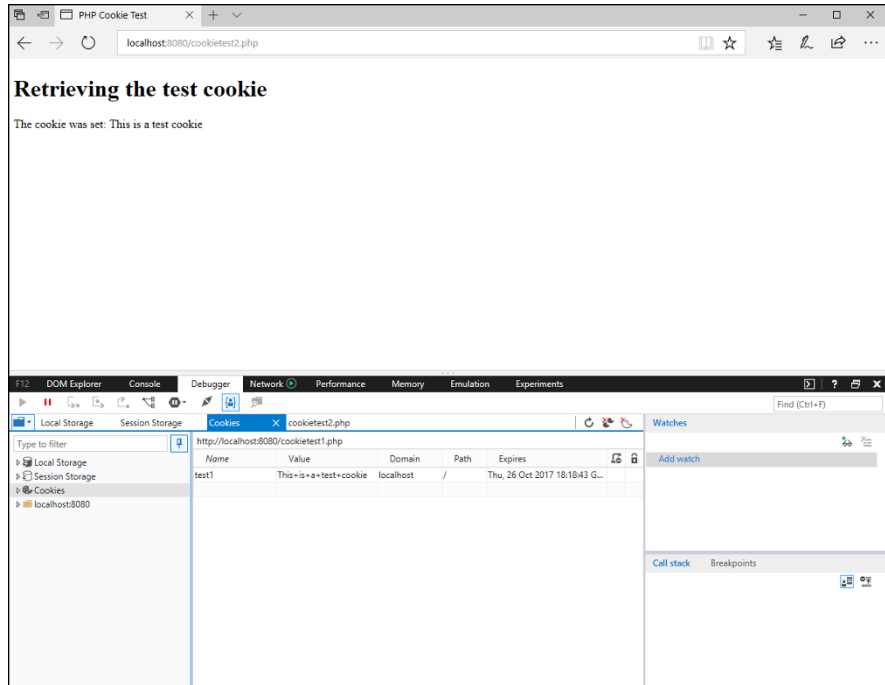 PHP Cookie Test
localhost:8080/cookietest2.php
Retrieving the test cookie
The cookie was set: This is a test cookie
F12 DOM Explorer Console Debugger Network Performance Memory Emulation Experiments ?
Find (Ctrl+F)
Local Storage Session Storage Cookies cookietest2.php Watches
Type to filter http://localhost:8080/cookietest1.php
Name Value Domain Path Expires
Local Storage
Session Storage
Cookies
localhost:8080
test1 This+is+a+test+cookie localhost / Thu, 26 Oct 2017 18:18:43 G...
Add watch
Call stack Breakpoints